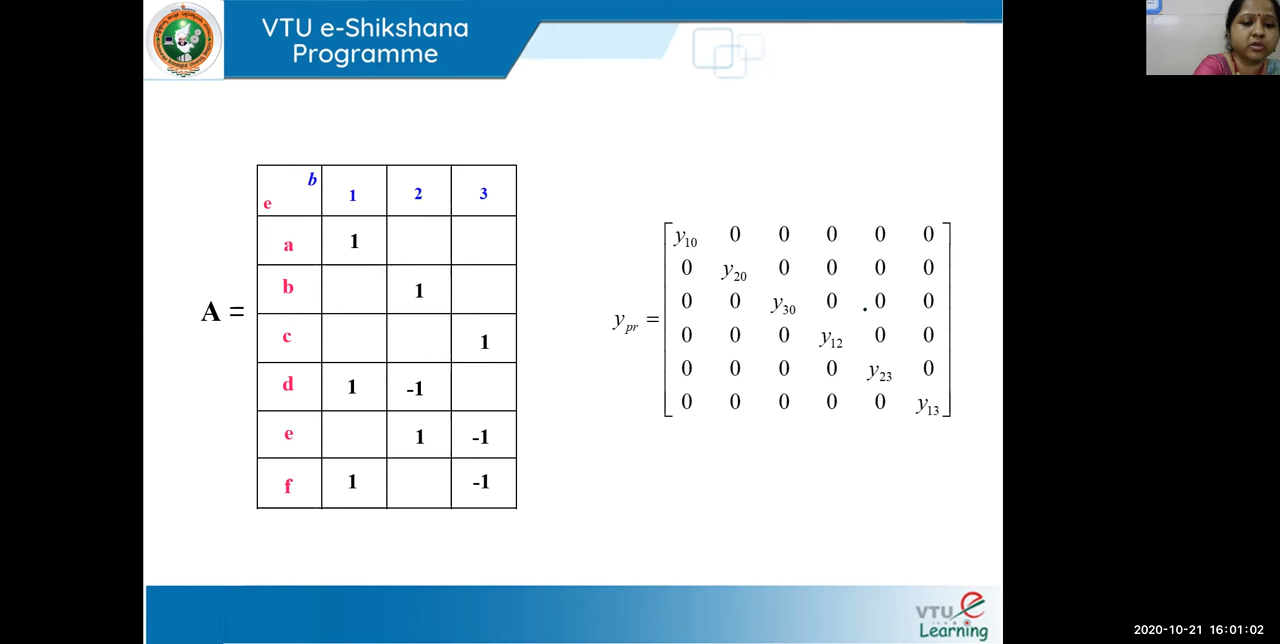 VTU e-Shikshana
Programme
b
e
1 2 3
a 1
b 1
A =
c 1
d 1 -1
e 1 -1
f 1 -1
y10 0 0 0 0 0
0 y20 0 0 0 0
0 0 y30 0 0 0
ypr =
0 0 0 y12 0 0
0 0 0 0 y23 0
0 0 0 0 0 y13
VTU e
Learning
2020-10-21 16:01:02